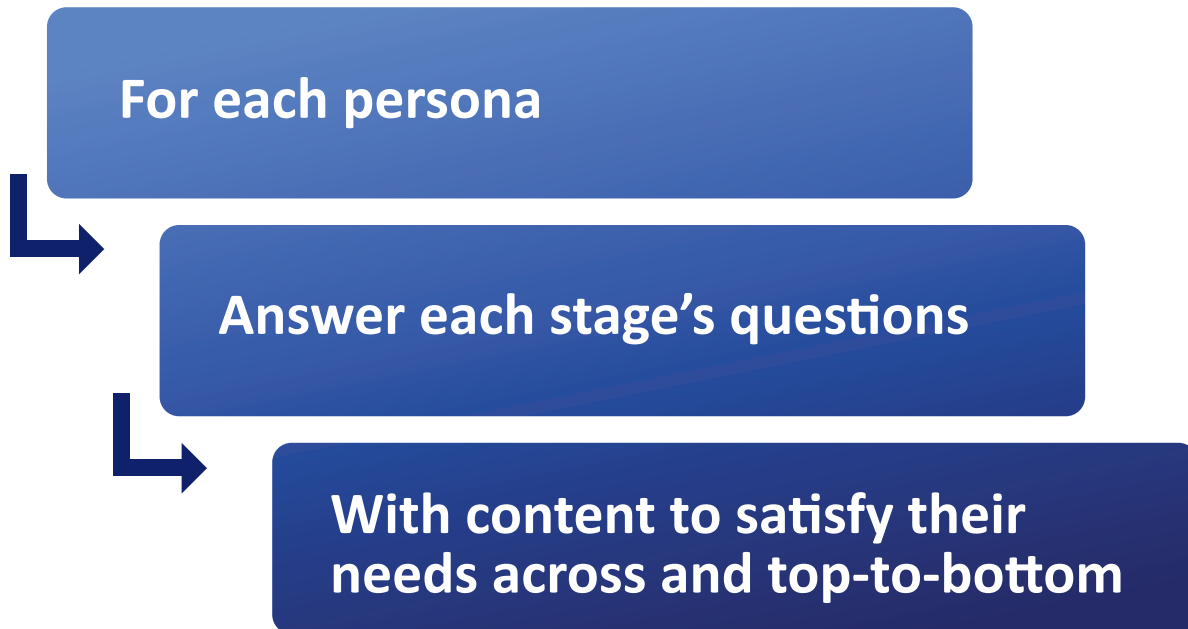 For each persona
Answer each stage’s questions
With content to satisfy their
needs across and top-to-bottom